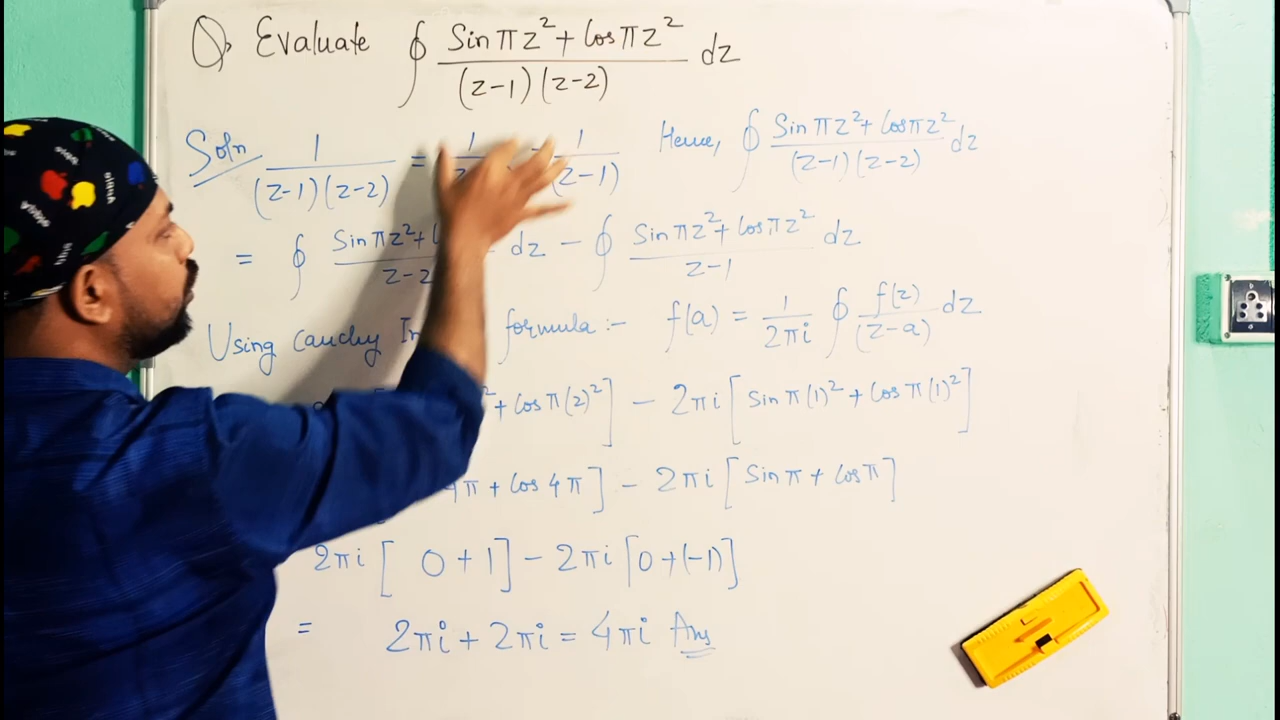 Q. Evaluate ∮ (Sin πz² + Cos πz²)/((z-1)(z-2)) dz
Soln 1/((z-1)(z-2)) = 1/ - 1/(z-1) Hence, ∮ (Sin πz² + Cos πz²)/((z-1)(z-2)) dz
= ∮ (Sin πz² + )/(z-2 dz - ∮ (Sin πz² + Cos πz²)/(z-1) dz
Using Cauchy formula :- f(a) = 1/(2πi) ∮ f(z)/(z-a) dz
² + Cos π(2)²] - 2πi [Sin π(1)² + Cos π(1)²]
4π + Cos 4π] - 2πi [Sin π + Cos π]
2πi [0 + 1] - 2πi [0 + (-1)]
= 2πi + 2πi = 4πi Ans